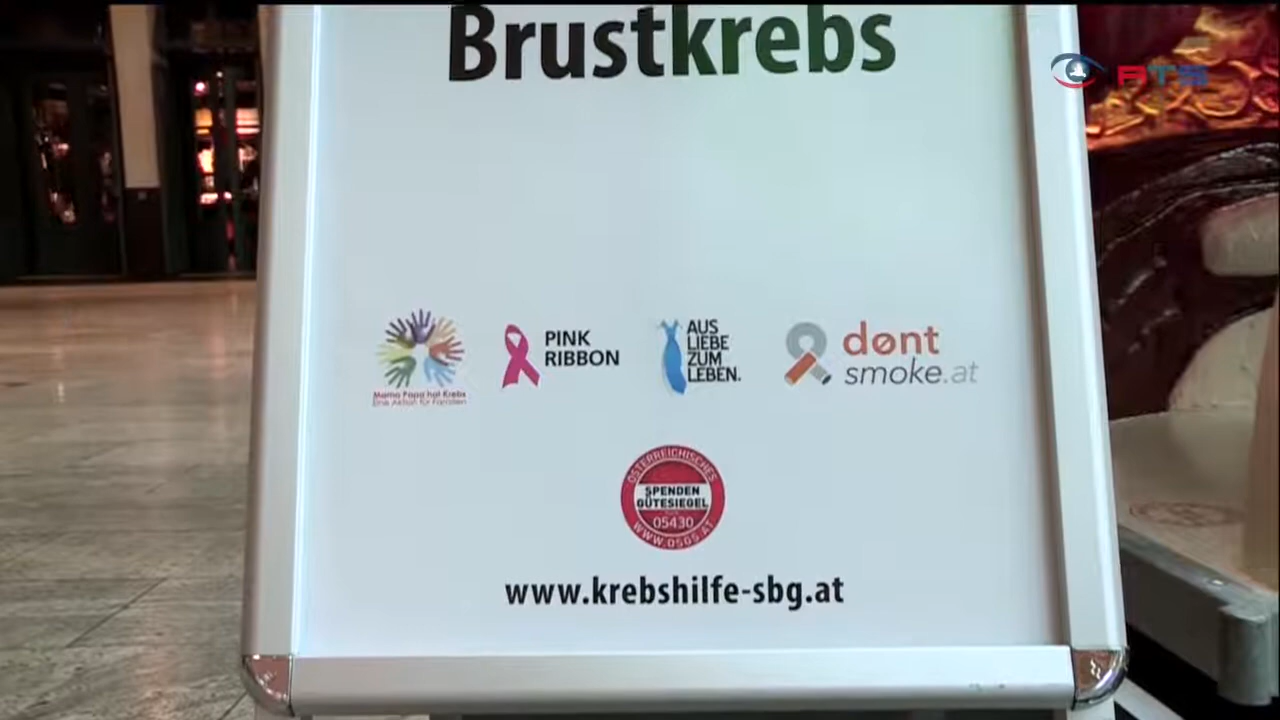 Brustkrebs
RTS
Mama Papa hat Krebs
Eine Aktion für Familien
PINK
RIBBON
AUS
LIEBE
ZUM
LEBEN.
dont
smoke.at
ÖSTERREICHISCHES
SPENDEN
GÜTESIEGEL
05430
WWW.OSGS.AT
www.krebshilfe-sbg.at